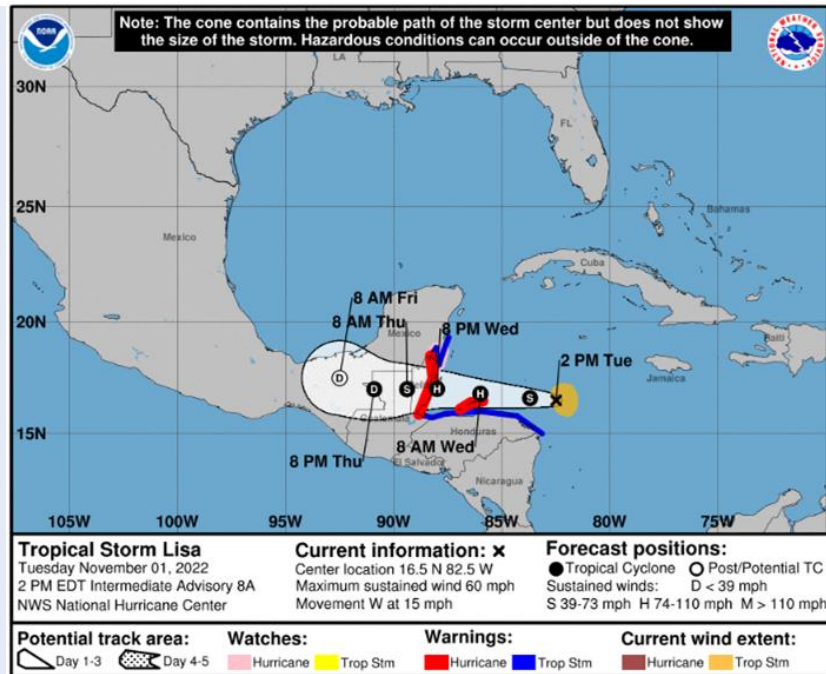 Note: The cone contains the probable path of the storm center but does not show
the size of the storm. Hazardous conditions can occur outside of the cone.
NOAA
NATIONAL WEATHER SERVICE
LA
30N
FL
25N
Mexico
Bahamas
Cuba
8 AM Fri
8 AM Thu
20N
Mexico
8 PM Wed
2 PM Tue
Haiti
Jamaica
D
D
S
H
H
S
Guatemala
15N
Honduras
8 PM Thu
8 AM Wed
El Salvador
Nicaragua
105W 100W 95W 90W 85W 80W 75W
Tropical Storm Lisa
Tuesday November 01, 2022
2 PM EDT Intermediate Advisory 8A
NWS National Hurricane Center
Current information: x
Center location 16.5 N 82.5 W
Maximum sustained wind 60 mph
Movement W at 15 mph
Forecast positions:
● Tropical Cyclone ○ Post/Potential TC
Sustained winds: D < 39 mph
S 39-73 mph H 74-110 mph M > 110 mph
Potential track area:
Day 1-3 Day 4-5
Watches:
Hurricane Trop Stm
Warnings:
Hurricane Trop Stm
Current wind extent:
Hurricane Trop Stm